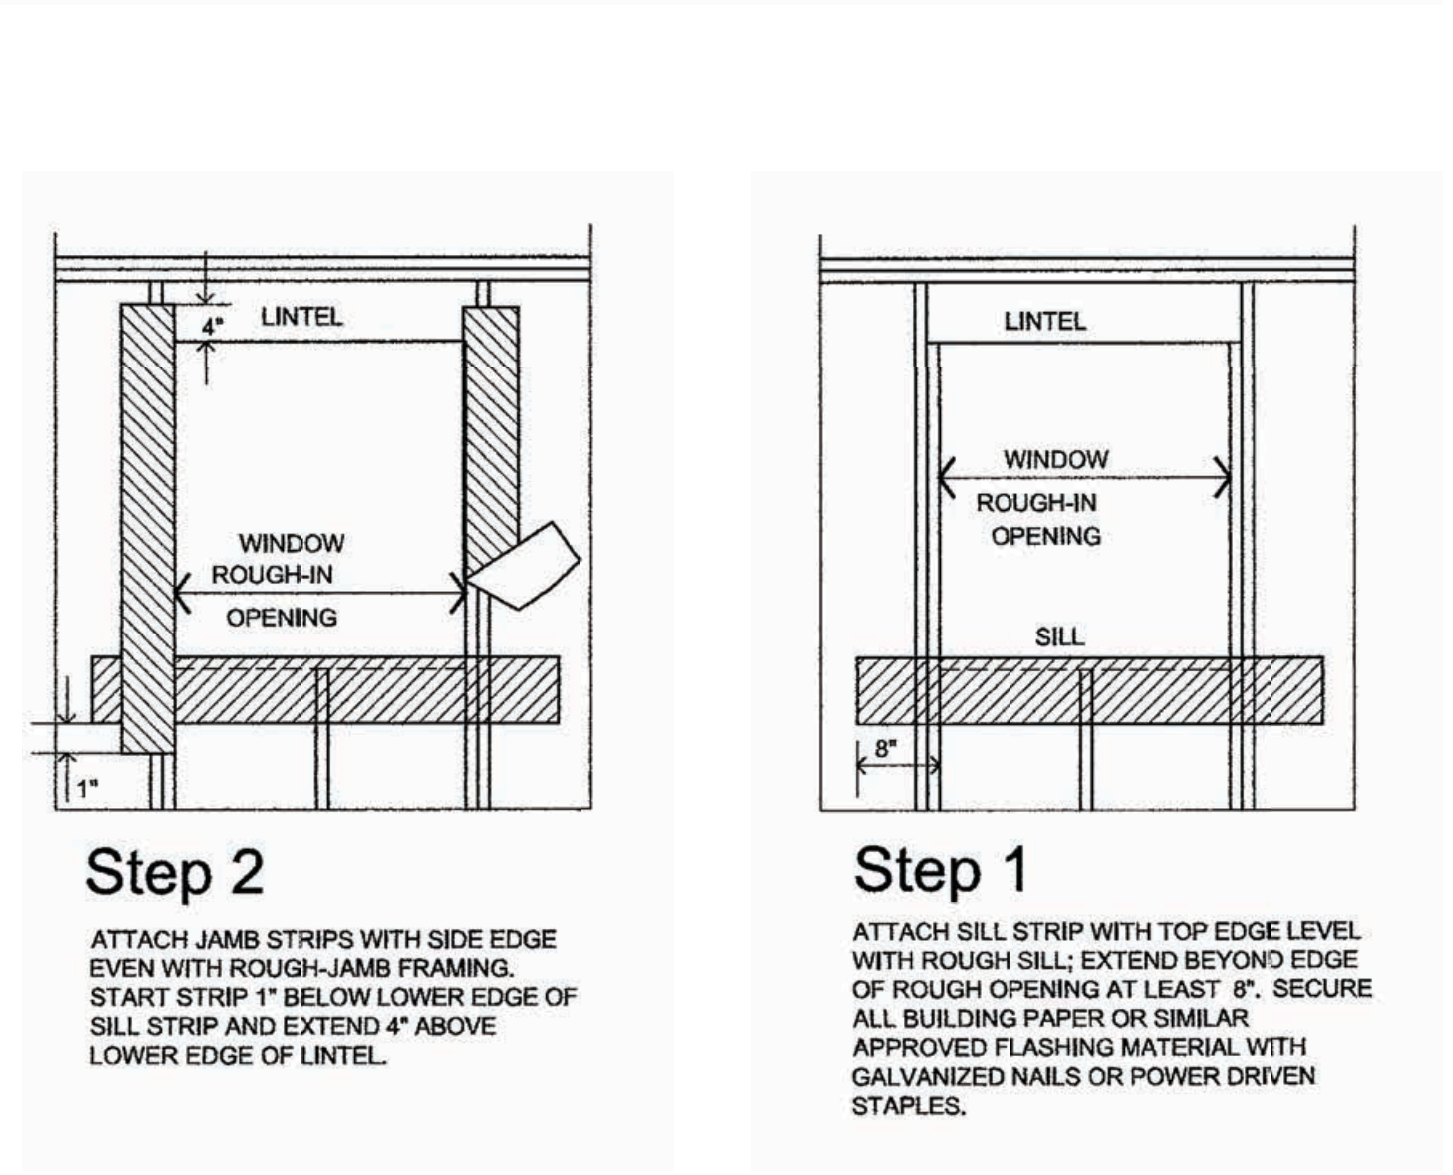 4"
LINTEL
WINDOW
ROUGH-IN
OPENING
1"
Step 2
ATTACH JAMB STRIPS WITH SIDE EDGE
EVEN WITH ROUGH-JAMB FRAMING.
START STRIP 1" BELOW LOWER EDGE OF
SILL STRIP AND EXTEND 4" ABOVE
LOWER EDGE OF LINTEL.
LINTEL
WINDOW
ROUGH-IN
OPENING
SILL
8"
Step 1
ATTACH SILL STRIP WITH TOP EDGE LEVEL
WITH ROUGH SILL; EXTEND BEYOND EDGE
OF ROUGH OPENING AT LEAST 8". SECURE
ALL BUILDING PAPER OR SIMILAR
APPROVED FLASHING MATERIAL WITH
GALVANIZED NAILS OR POWER DRIVEN
STAPLES.